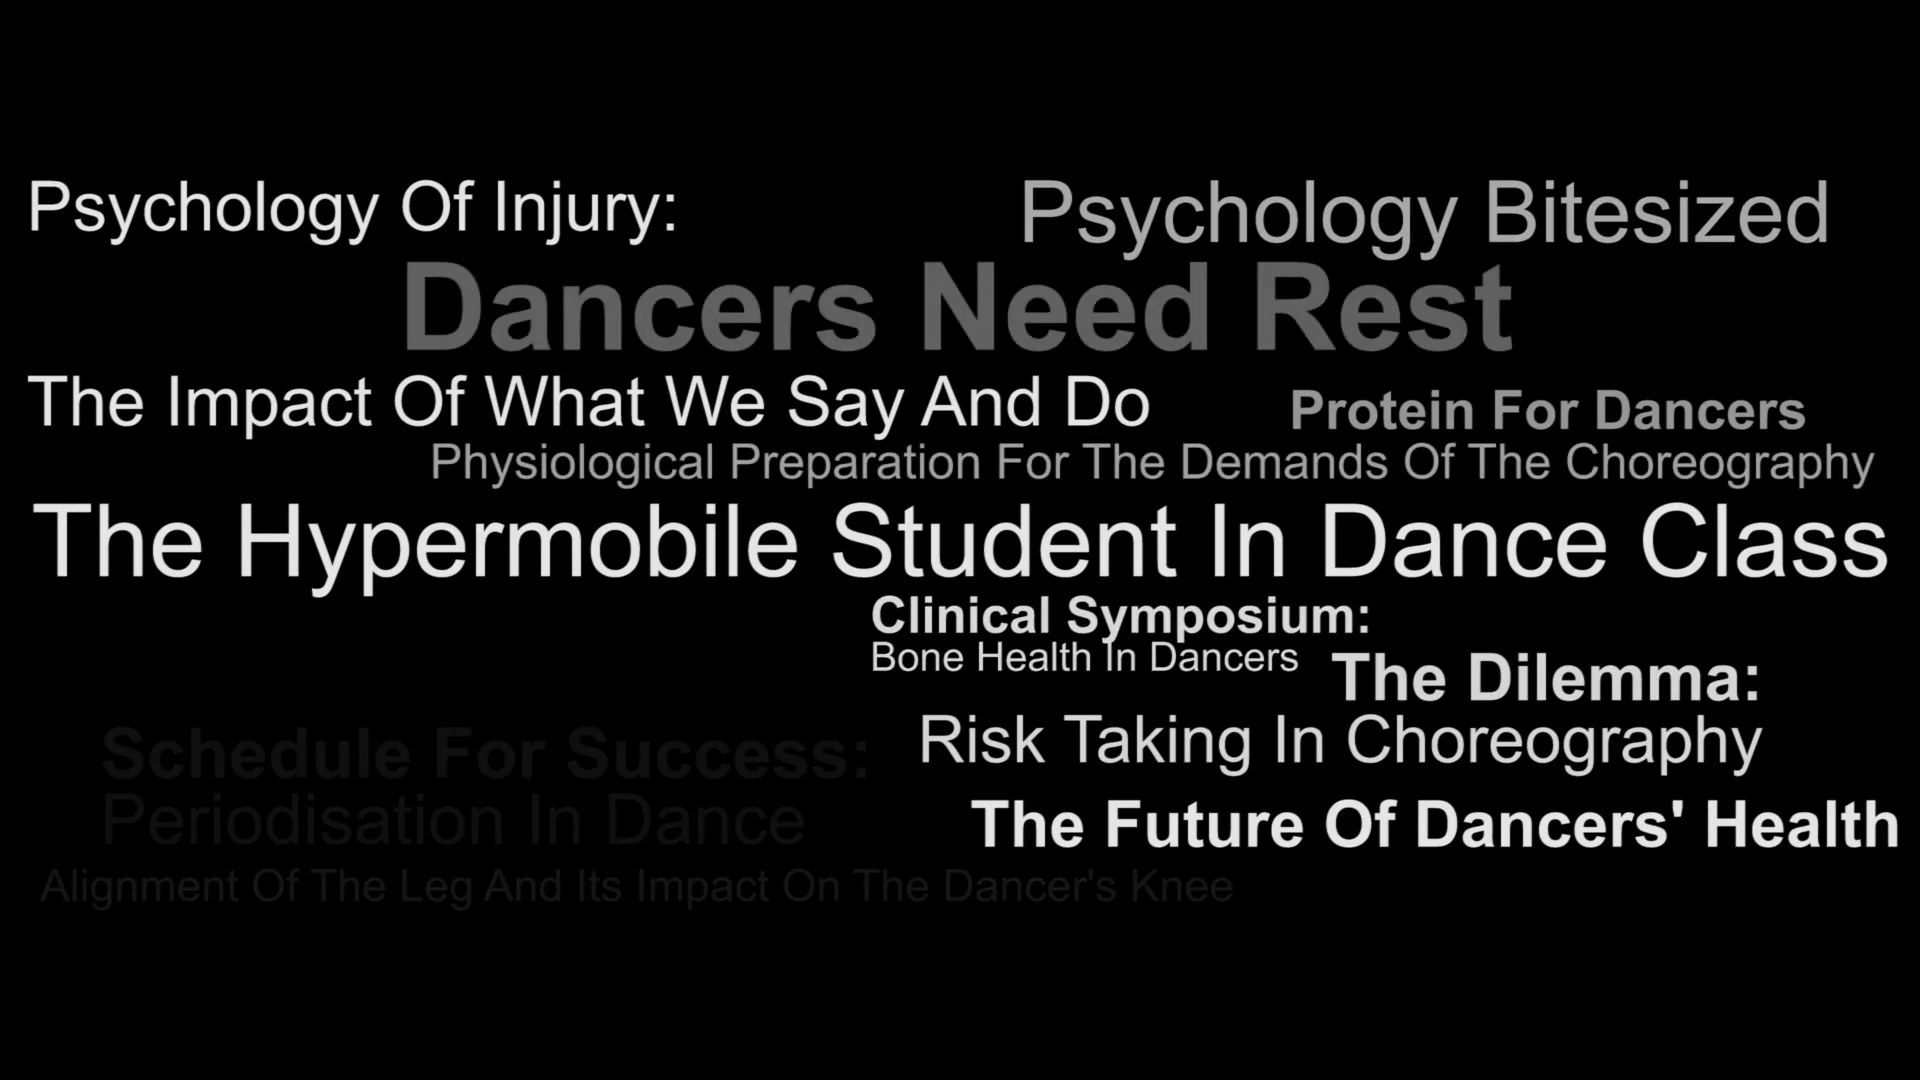 Psychology Of Injury:
Psychology Bitesized
Dancers Need Rest
The Impact Of What We Say And Do
Protein For Dancers
Physiological Preparation For The Demands Of The Choreography
The Hypermobile Student In Dance Class
Clinical Symposium:
Bone Health In Dancers
The Dilemma:
Risk Taking In Choreography
Schedule For Success:
Periodisation In Dance
The Future Of Dancers' Health
Alignment Of The Leg And Its Impact On The Dancer's Knee